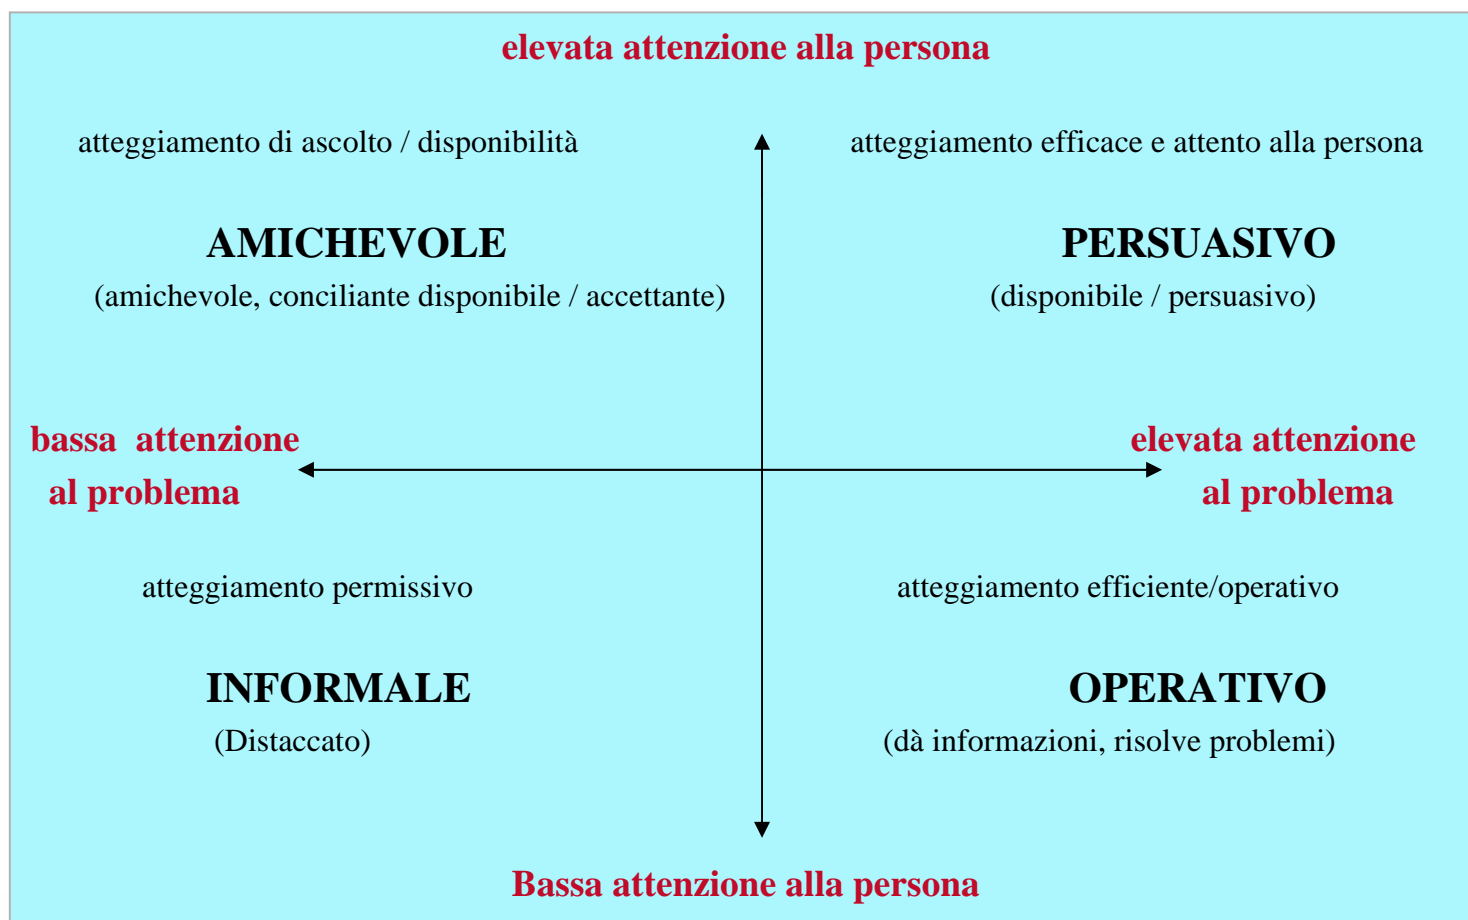 elevata attenzione alla persona
atteggiamento di ascolto / disponibilità
atteggiamento efficace e attento alla persona
AMICHEVOLE
PERSUASIVO
(amichevole, conciliante disponibile / accettante)
(disponibile / persuasivo)
bassa  attenzione
al problema
elevata attenzione
al problema
atteggiamento permissivo
atteggiamento efficiente/operativo
INFORMALE
OPERATIVO
(Distaccato)
(dà informazioni, risolve problemi)
Bassa attenzione alla persona